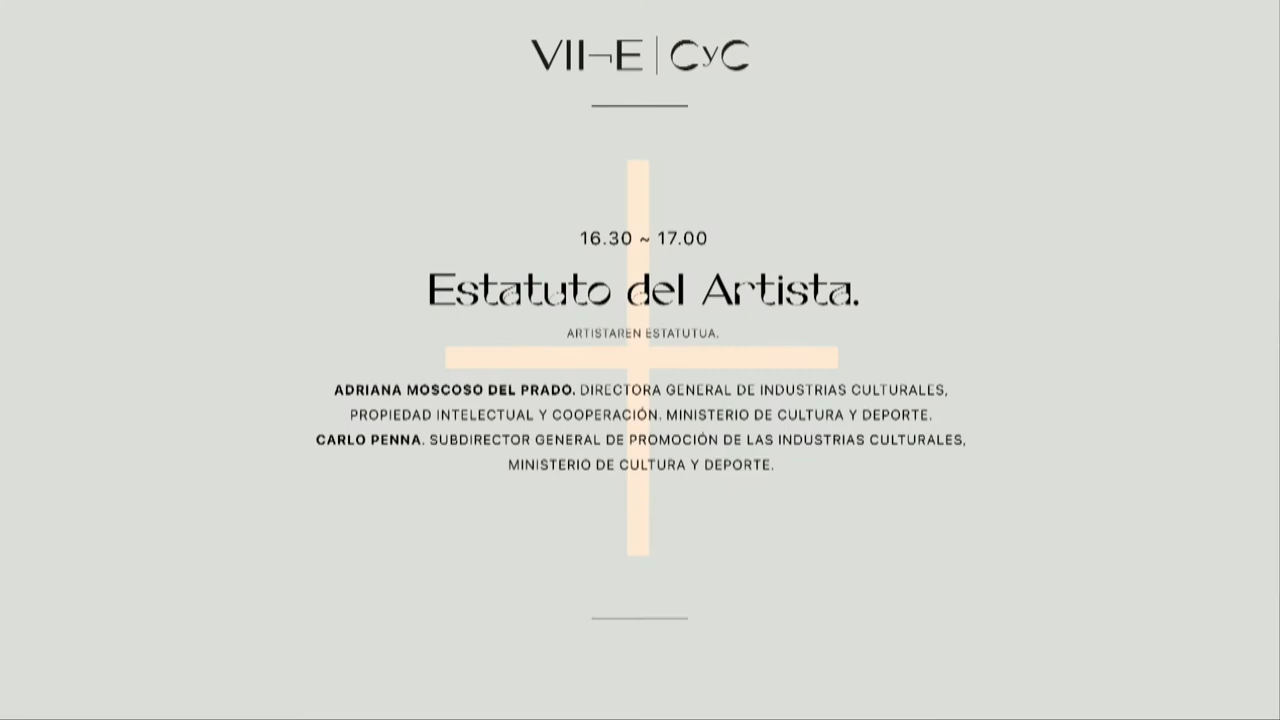 VII¬E | CyC
16.30 ~ 17.00
Estatuto del Artista.
ARTISTAREN ESTATUTUA.
ADRIANA MOSCOSO DEL PRADO. DIRECTORA GENERAL DE INDUSTRIAS CULTURALES,
PROPIEDAD INTELECTUAL Y COOPERACIÓN. MINISTERIO DE CULTURA Y DEPORTE.
CARLO PENNA. SUBDIRECTOR GENERAL DE PROMOCIÓN DE LAS INDUSTRIAS CULTURALES,
MINISTERIO DE CULTURA Y DEPORTE.